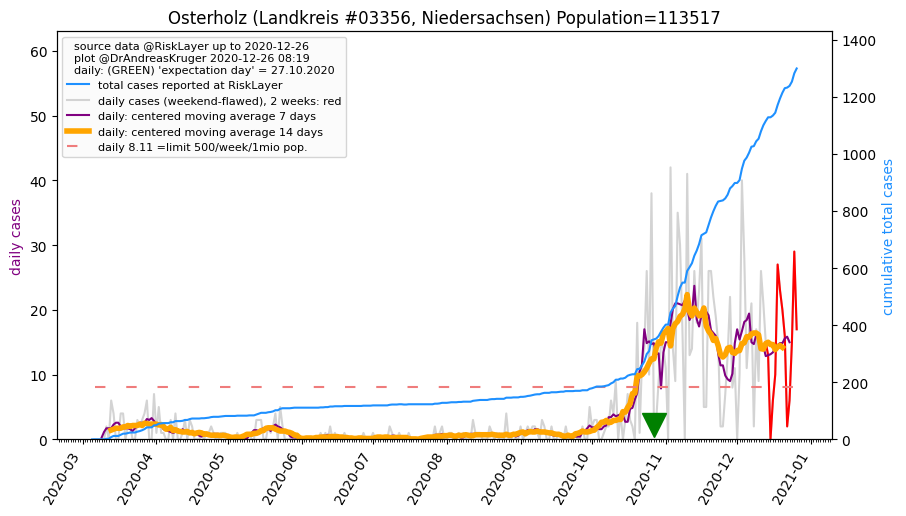 Osterholz (Landkreis #03356, Niedersachsen) Population=113517
source data @RiskLayer up to 2020-12-26
plot @DrAndreasKruger 2020-12-26 08:19
daily: (GREEN) 'expectation day' = 27.10.2020
total cases reported at RiskLayer
daily cases (weekend-flawed), 2 weeks: red
daily: centered moving average 7 days
daily: centered moving average 14 days
daily 8.11 =limit 500/week/1mio pop.
daily cases
60
50
40
30
20
10
0
1400
1200
1000
800
600
400
200
0
cumulative total cases
2020-03
2020-04
2020-05
2020-06
2020-07
2020-08
2020-09
2020-10
2020-11
2020-12
2021-01